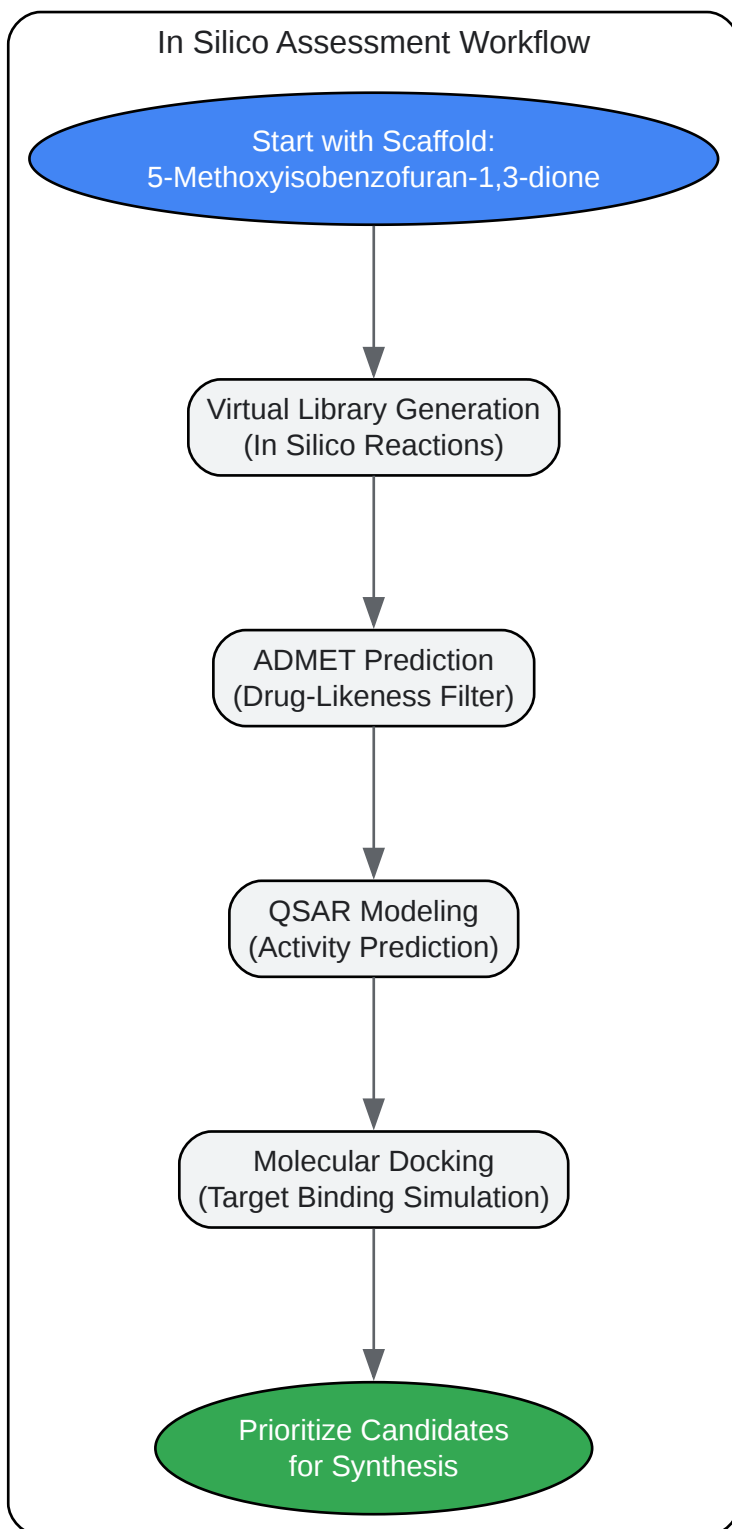 In Silico Assessment Workflow
Start with Scaffold:
5-Methoxyisobenzofuran-1,3-dione
Virtual Library Generation
(In Silico Reactions)
ADMET Prediction
(Drug-Likeness Filter)
QSAR Modeling
(Activity Prediction)
Molecular Docking
(Target Binding Simulation)
Prioritize Candidates
for Synthesis